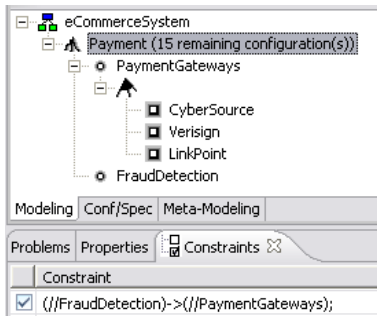 eCommerceSystem
Payment (15 remaining configuration(s))
PaymentGateways
CyberSource
Verisign
LinkPoint
FraudDetection
Modeling Conf/Spec Meta-Modeling
Problems Properties Constraints
Constraint
(//FraudDetection)->(//PaymentGateways);